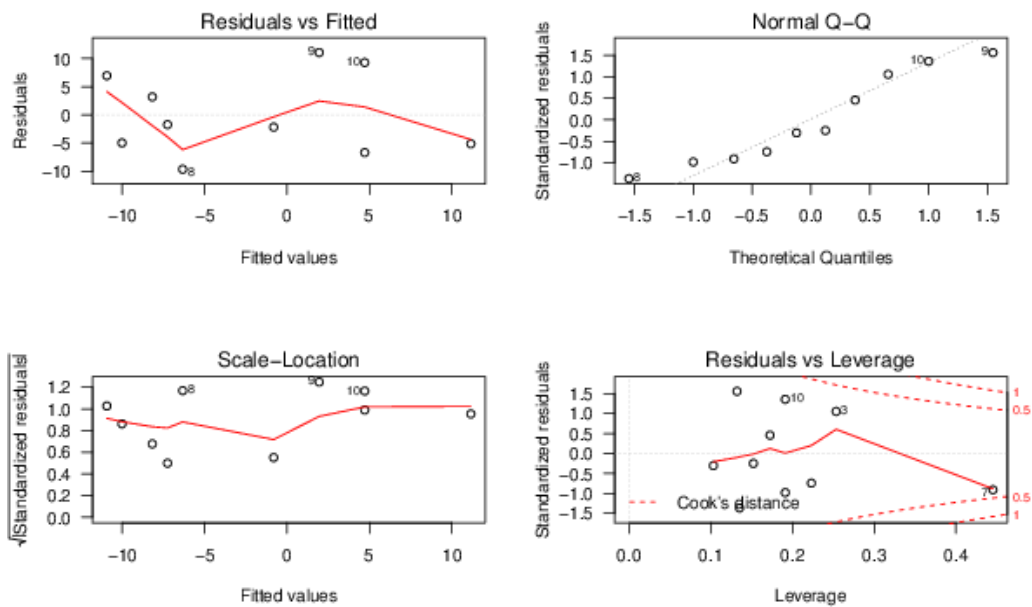 Residuals vs Fitted
Residuals
10
5
0
−5
−10
9
10
8
−10 −5 0 5 10
Fitted values
Normal Q−Q
Standardized residuals
1.5
1.0
0.5
0.0
−1.0
8
10
9
−1.5 −1.0 −0.5 0.0 0.5 1.0 1.5
Theoretical Quantiles
Scale−Location
√|Standardized residuals|
1.2
1.0
0.8
0.6
0.4
0.2
0.0
8
9
10
−10 −5 0 5 10
Fitted values
Residuals vs Leverage
Standardized residuals
1.5
1.0
0.5
0.0
−0.5
−1.0
−1.5
10
3
7
1
0.5
0.5
1
Cook's distance
0.0 0.1 0.2 0.3 0.4
Leverage